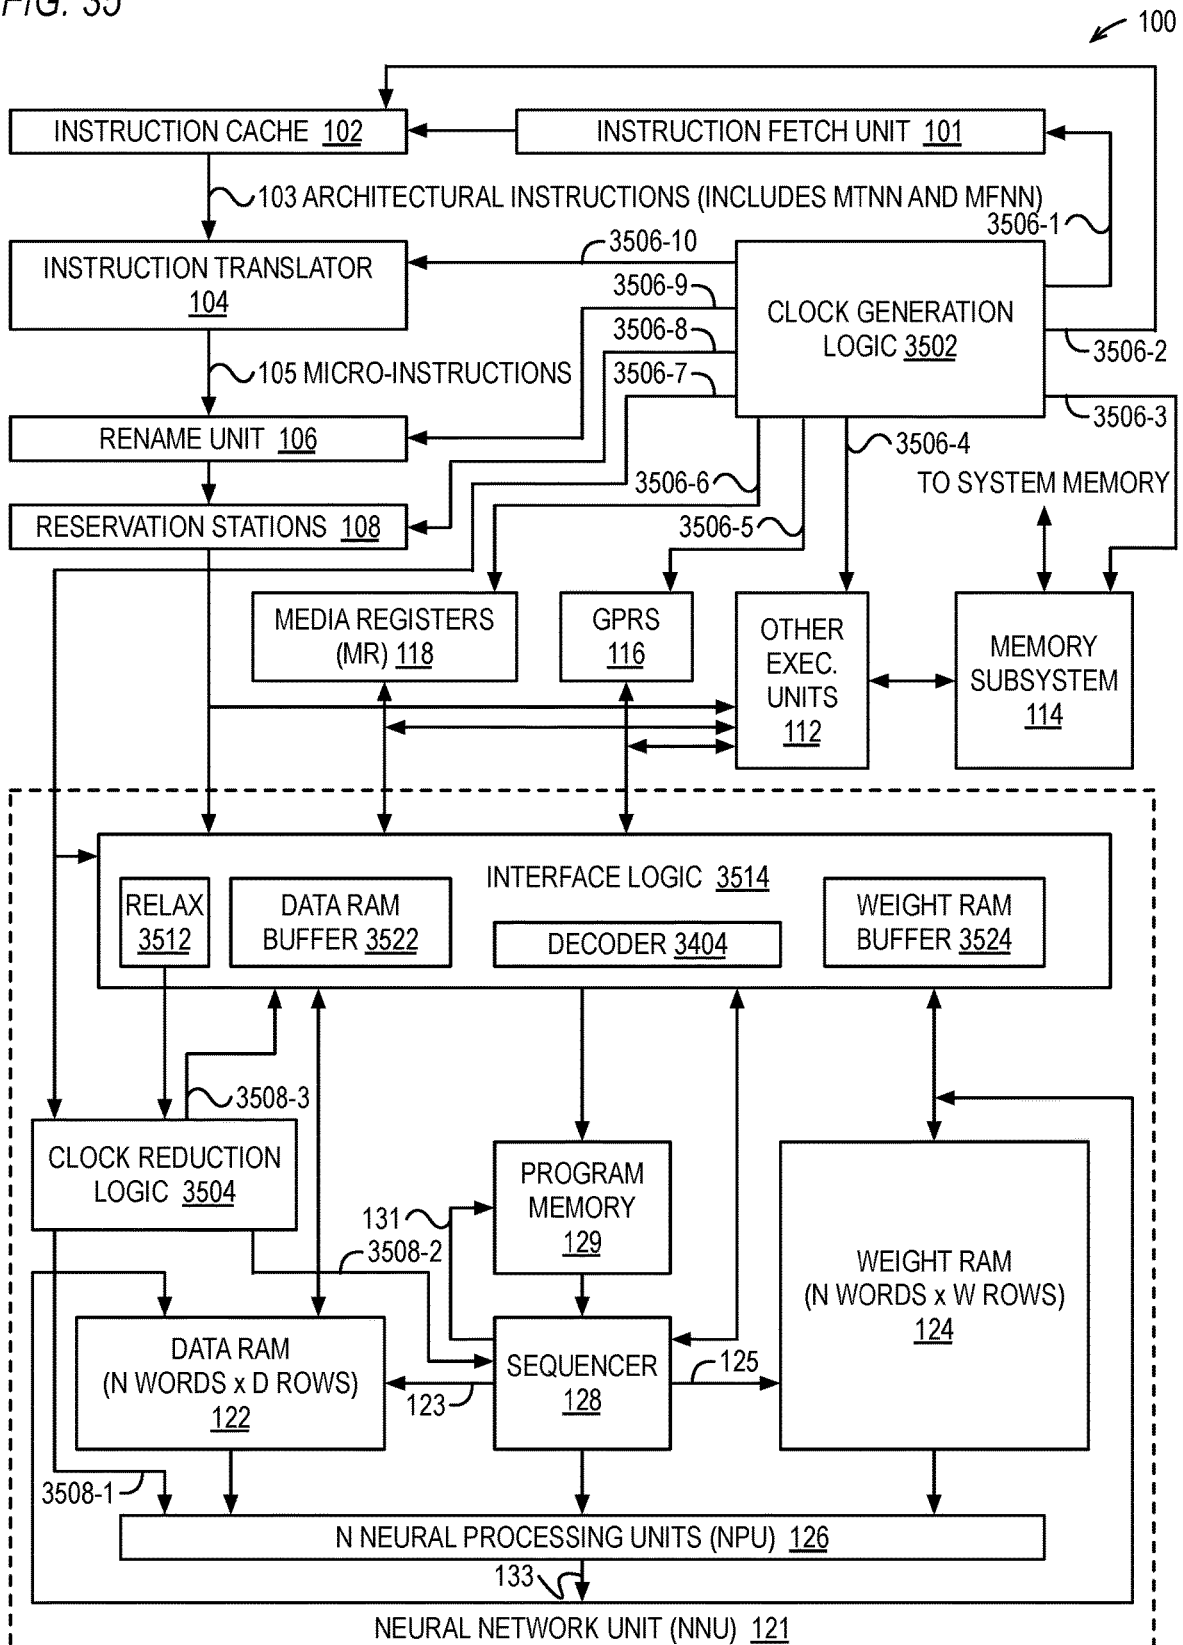 FIG. 35
100
INSTRUCTION CACHE 102
INSTRUCTION FETCH UNIT 101
103 ARCHITECTURAL INSTRUCTIONS (INCLUDES MTNN AND MFNN)
3506-1
3506-10
INSTRUCTION TRANSLATOR
104
3506-9
CLOCK GENERATION
LOGIC 3502
3506-8
3506-2
105 MICRO-INSTRUCTIONS
3506-7
3506-3
RENAME UNIT 106
3506-4
3506-6
TO SYSTEM MEMORY
RESERVATION STATIONS 108
3506-5
MEDIA REGISTERS
(MR) 118
GPRS
116
OTHER
EXEC.
UNITS
112
MEMORY
SUBSYSTEM
114
INTERFACE LOGIC 3514
RELAX
3512
DATA RAM
BUFFER 3522
DECODER 3404
WEIGHT RAM
BUFFER 3524
3508-3
CLOCK REDUCTION
LOGIC 3504
PROGRAM
MEMORY
129
131
3508-2
WEIGHT RAM
(N WORDS x W ROWS)
124
DATA RAM
(N WORDS x D ROWS)
122
SEQUENCER
128
123
125
3508-1
N NEURAL PROCESSING UNITS (NPU) 126
133
NEURAL NETWORK UNIT (NNU) 121